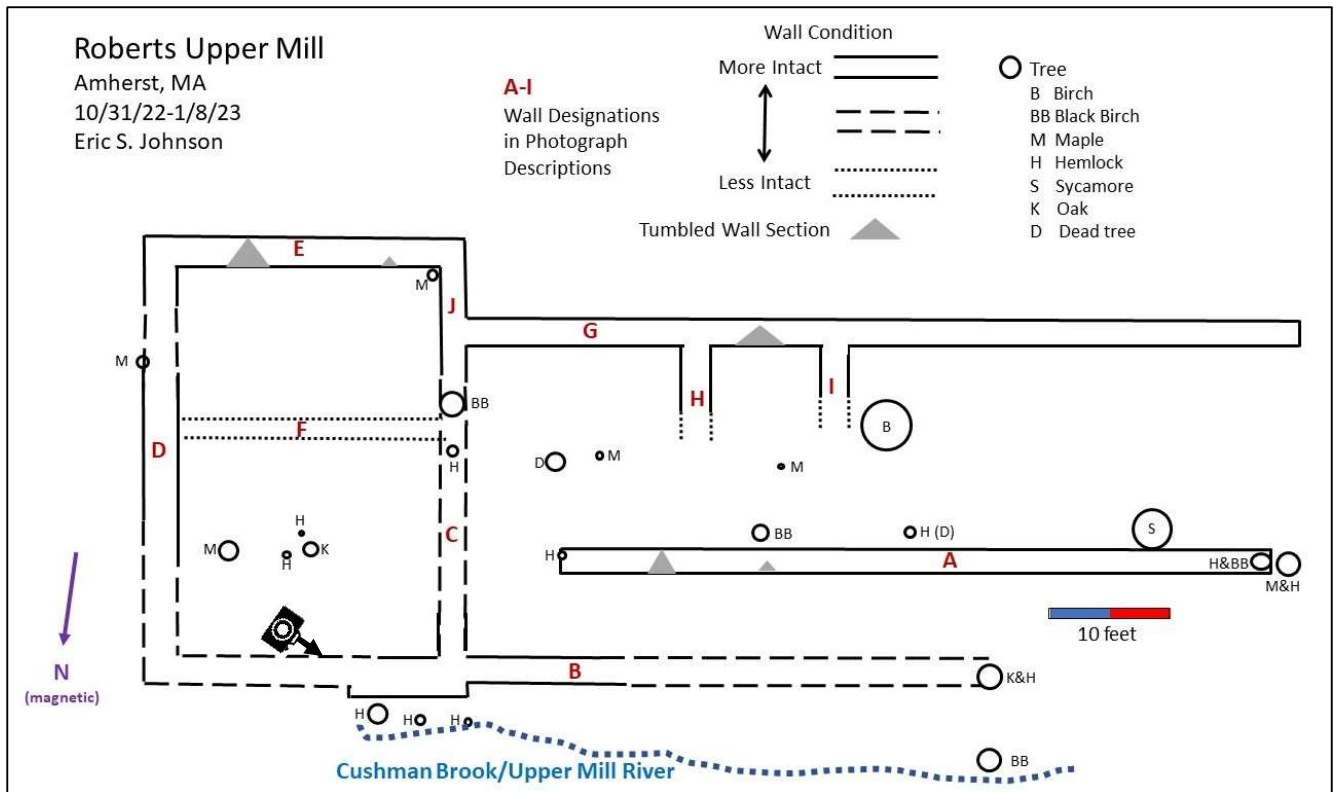 Roberts Upper Mill
Amherst, MA
10/31/22-1/8/23
Eric S. Johnson
A-I
Wall Designations
in Photograph
Descriptions
Wall Condition
More Intact
Less Intact
Tumbled Wall Section
Tree
B Birch
BB Black Birch
M Maple
H Hemlock
S Sycamore
K Oak
D Dead tree
E
M
J
G
M
H
I
BB
B
F
D
H
D
M
M
H
M
K
H
C
BB
H (D)
S
H
A
H&BB
M&H
10 feet
N
(magnetic)
B
K&H
H
H
H
BB
Cushman Brook/Upper Mill River